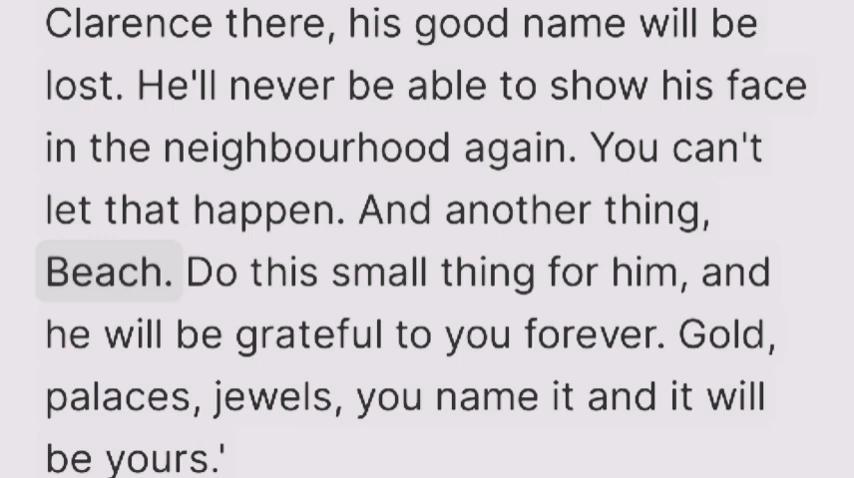 Clarence there, his good name will be
lost. He'll never be able to show his face
in the neighbourhood again. You can't
let that happen. And another thing,
Beach. Do this small thing for him, and
he will be grateful to you forever. Gold,
palaces, jewels, you name it and it will
be yours.'